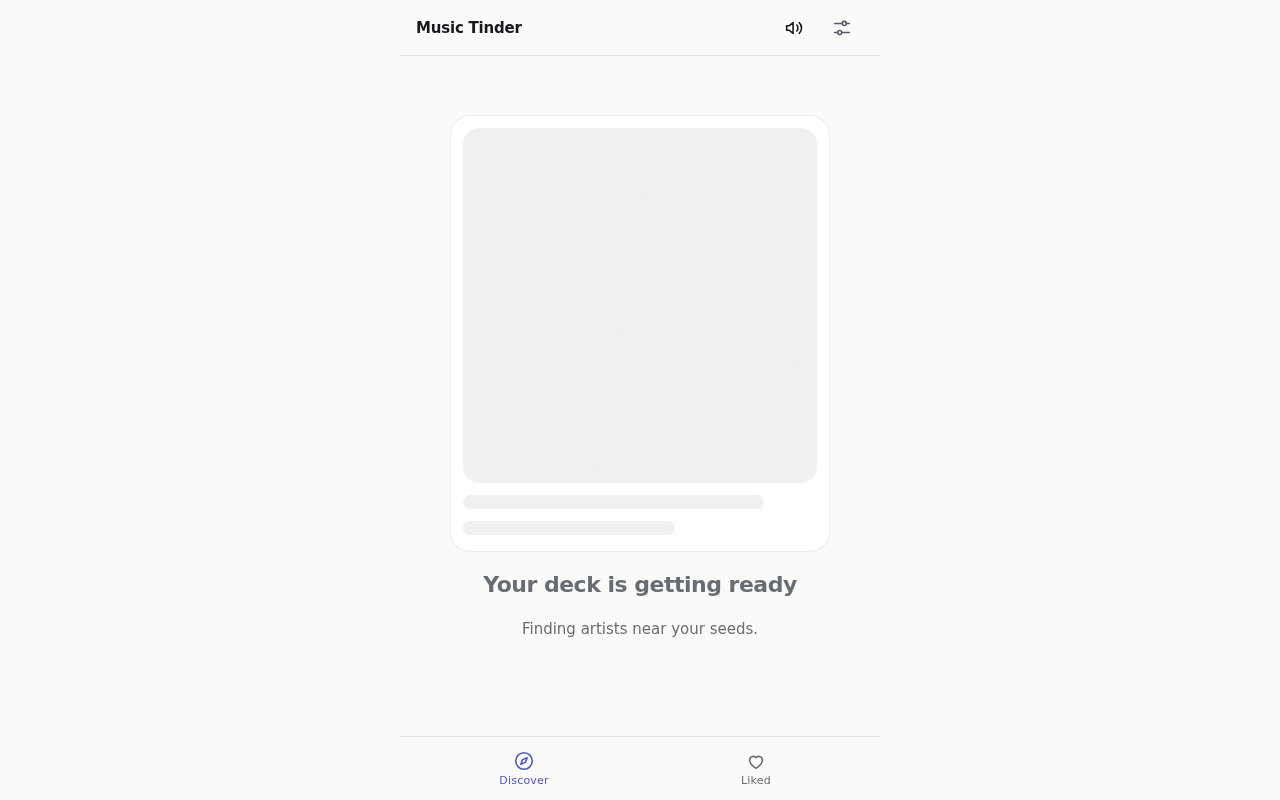 Music Tinder
Your deck is getting ready
Finding artists near your seeds.
Discover
Liked